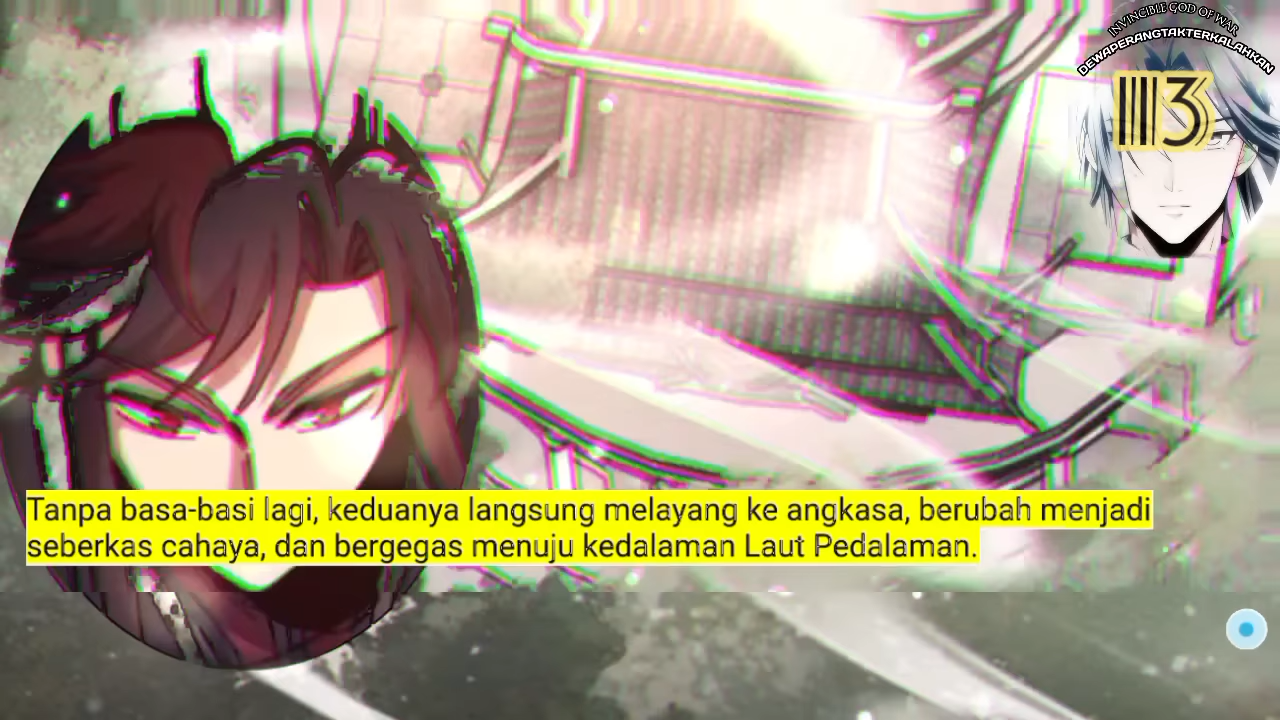 INVINCIBLE GOD OF WAR
DEWAPERANGTAKTERKALAHKAN
113
Tanpa basa-basi lagi, keduanya langsung melayang ke angkasa, berubah menjadi
seberkas cahaya, dan bergegas menuju kedalaman Laut Pedalaman.